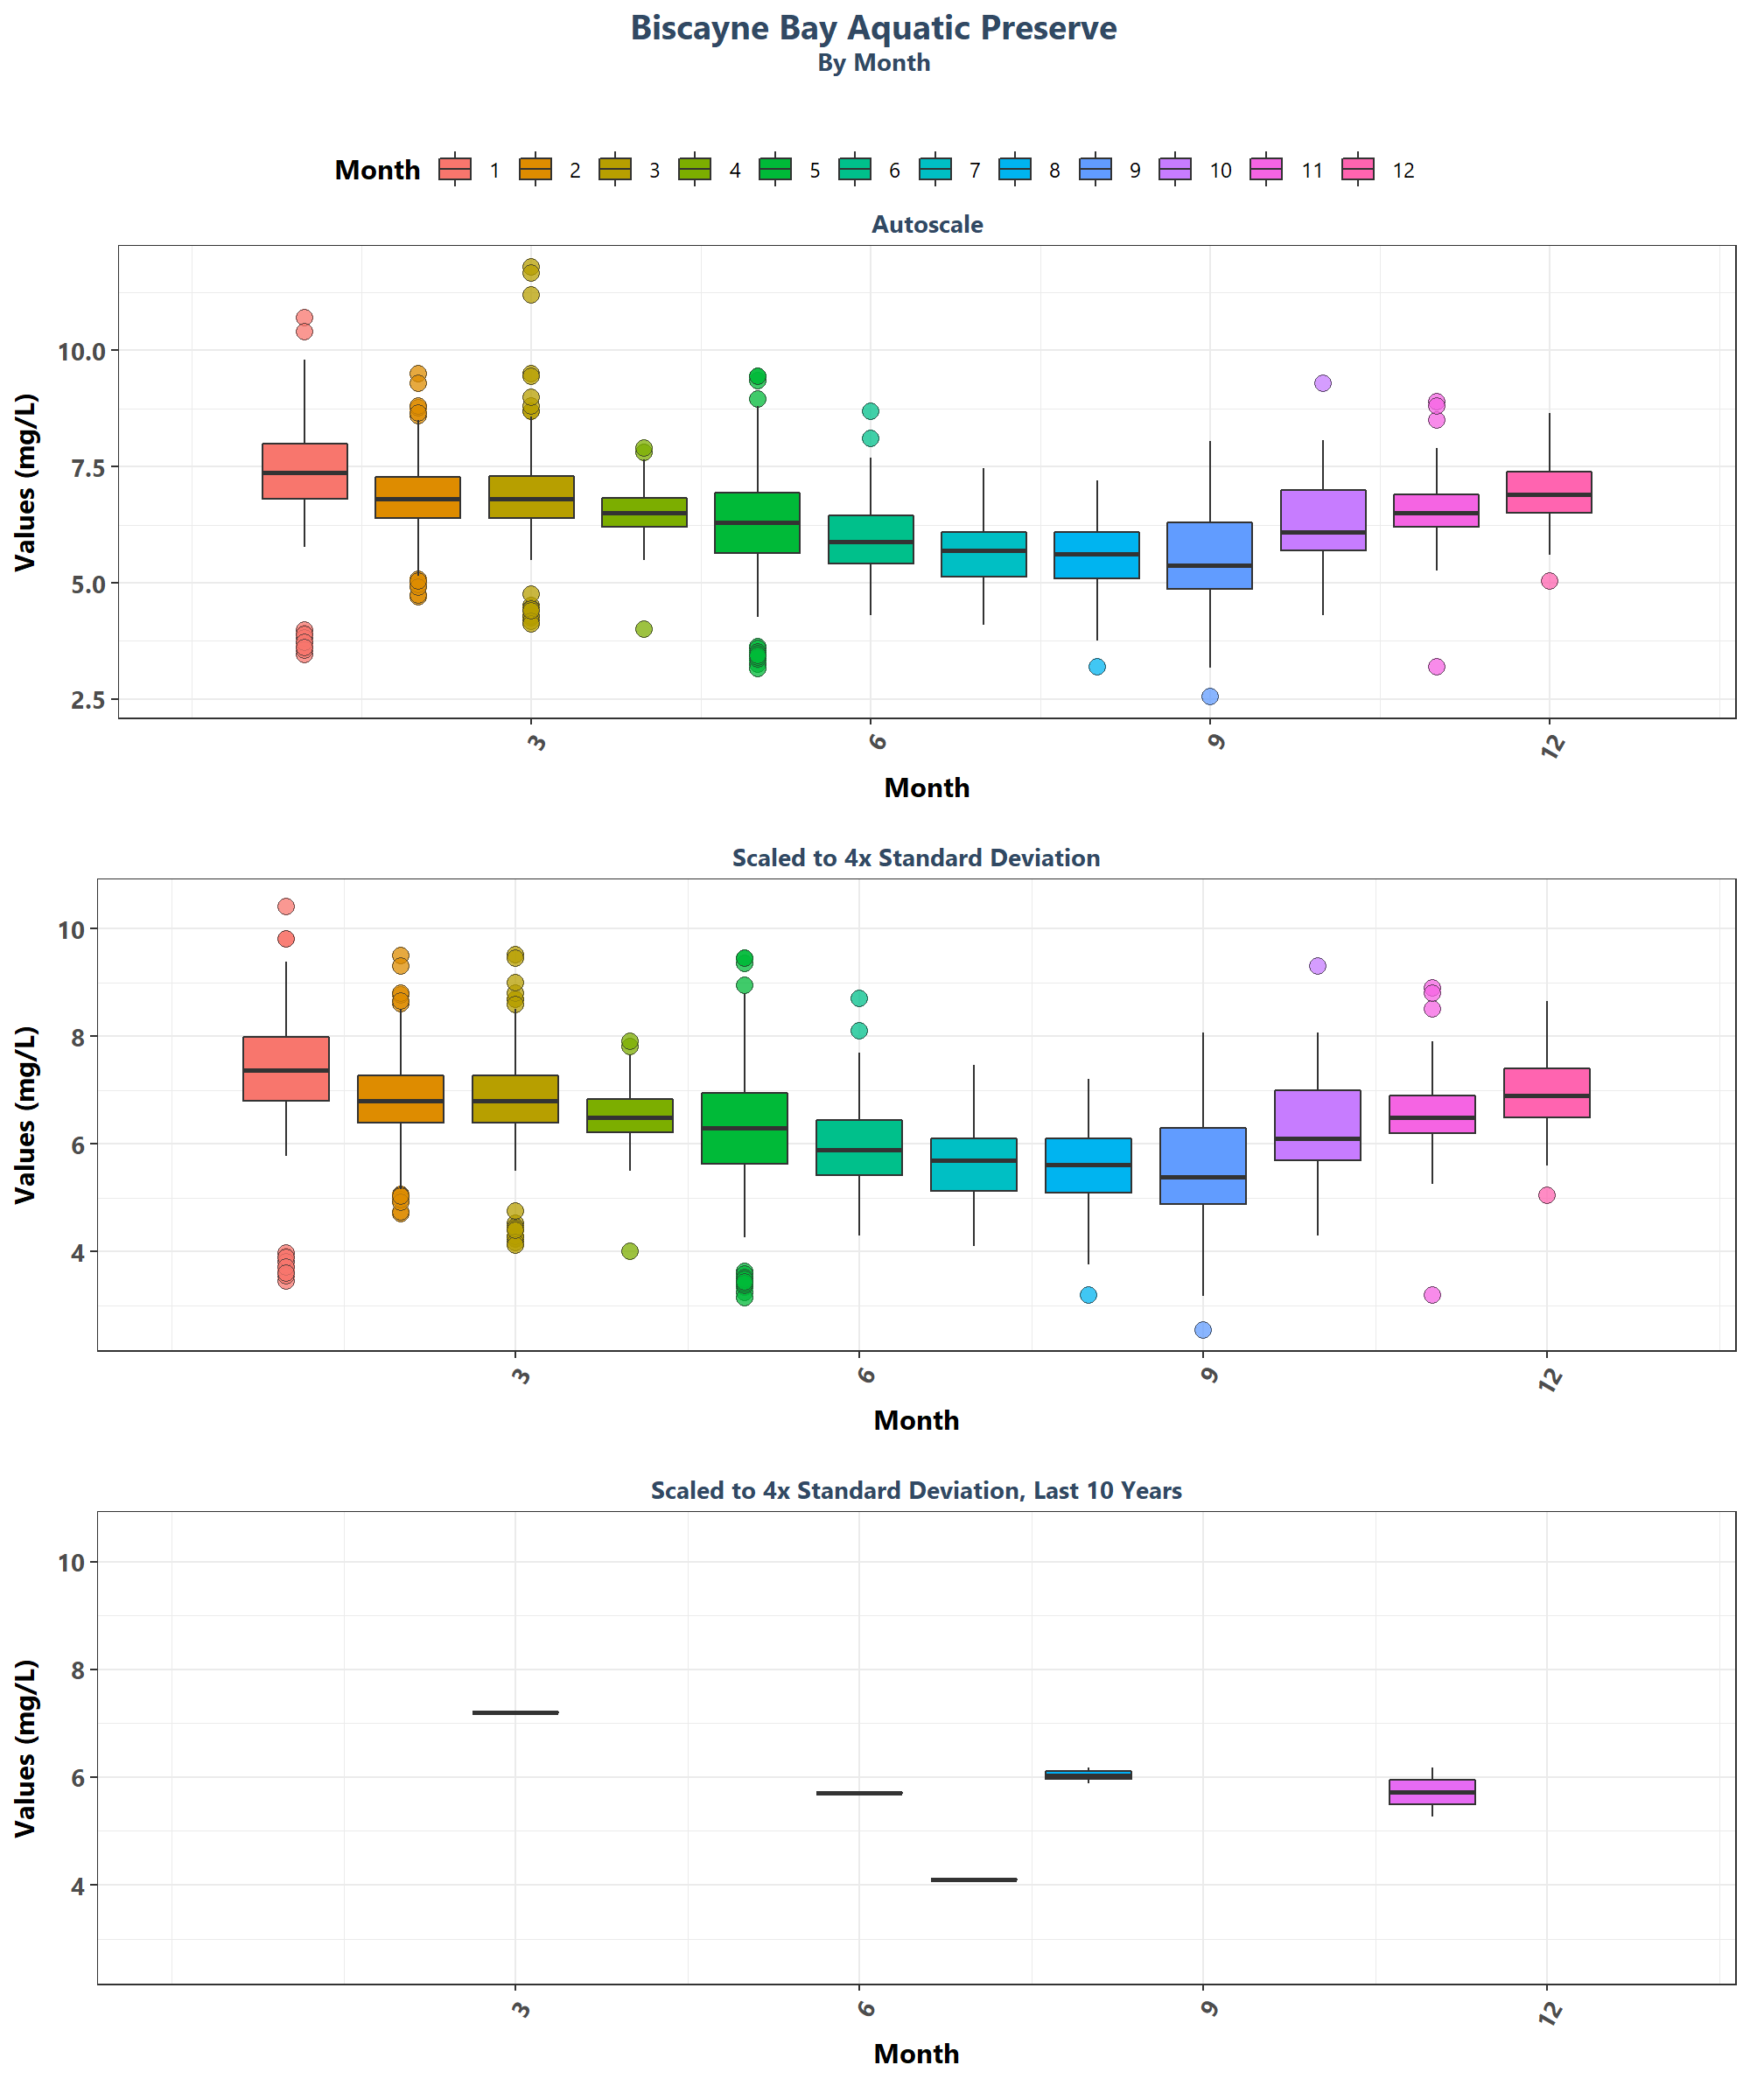 Biscayne Bay Aquatic Preserve
By Month
Month 1 2 3 4 5 6 7 8 9 10 11 12
Autoscale
Values (mg/L)
10.0
7.5
5.0
2.5
3 6 9 12
Month
Scaled to 4x Standard Deviation
Values (mg/L)
10
8
6
4
3 6 9 12
Month
Scaled to 4x Standard Deviation, Last 10 Years
Values (mg/L)
10
8
6
4
3 6 9 12
Month